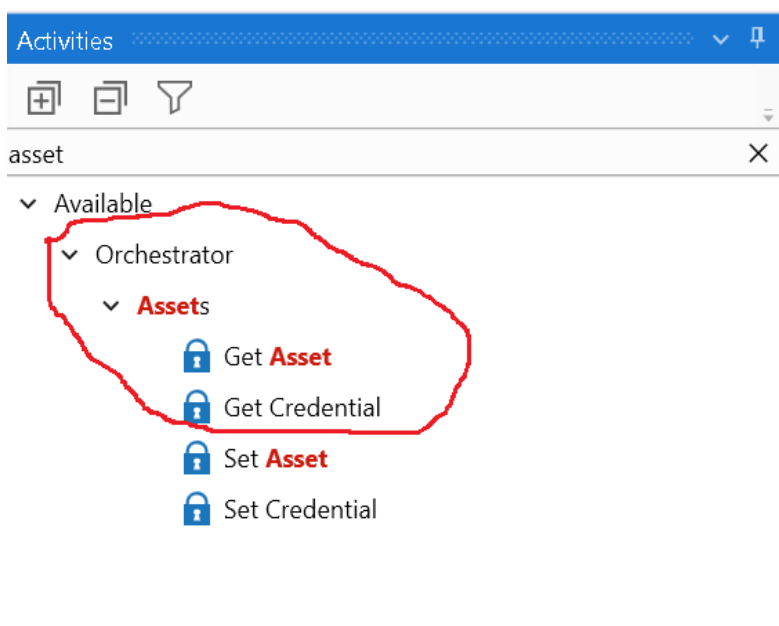 Activities
asset
Available
Orchestrator
Assets
Get Asset
Get Credential
Set Asset
Set Credential